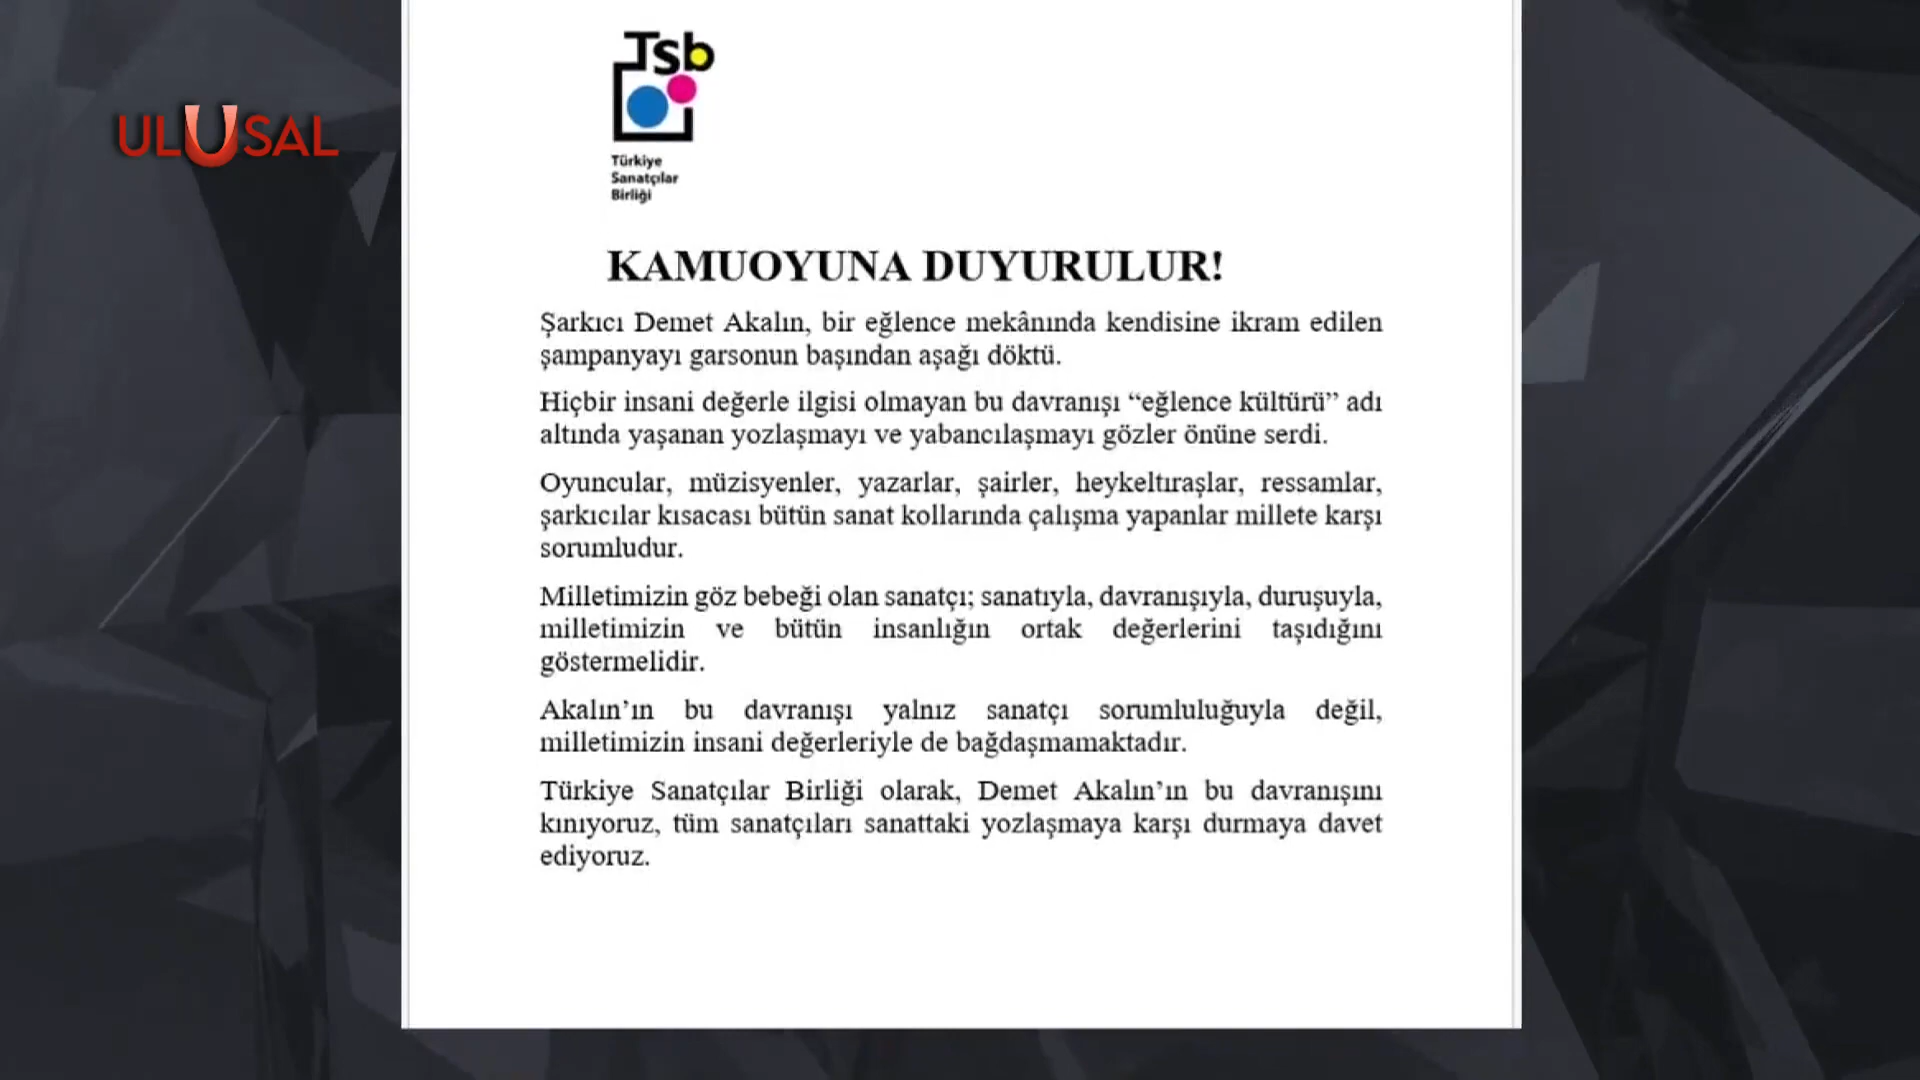 Tsb
ULUSAL
Türkiye
Sanatçılar
Birliği
KAMUOYUNA DUYURULUR!
Şarkıcı Demet Akalın, bir eğlence mekânında kendisine ikram edilen
şampanyayı garsonun başından aşağı döktü.
Hiçbir insani değerle ilgisi olmayan bu davranışı “eğlence kültürü” adı
altında yaşanan yozlaşmayı ve yabancılaşmayı gözler önüne serdi.
Oyuncular, müzisyenler, yazarlar, şairler, heykeltıraşlar, ressamlar,
şarkıcılar kısacası bütün sanat kollarında çalışma yapanlar millete karşı
sorumludur.
Milletimizin göz bebeği olan sanatçı; sanatıyla, davranışıyla, duruşuyla,
milletimizin ve bütün insanlığın ortak değerlerini taşıdığını
göstermelidir.
Akalın’ın bu davranışı yalnız sanatçı sorumluluğuyla değil,
milletimizin insani değerleriyle de bağdaşmamaktadır.
Türkiye Sanatçılar Birliği olarak, Demet Akalın’ın bu davranışını
kınıyoruz, tüm sanatçıları sanattaki yozlaşmaya karşı durmaya davet
ediyoruz.